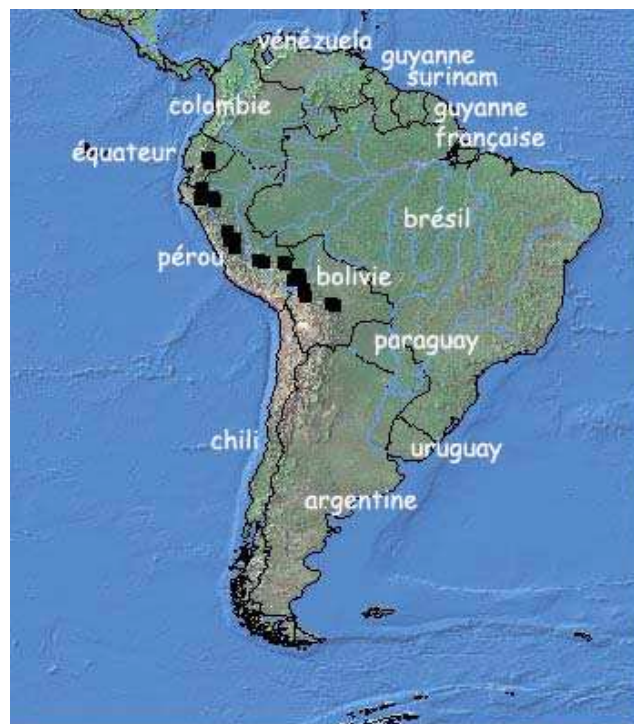 vénézuela
guyanne
surinam
colombie
guyanne
française
équateur
brésil
pérou
bolivie
paraguay
chili
uruguay
argentine